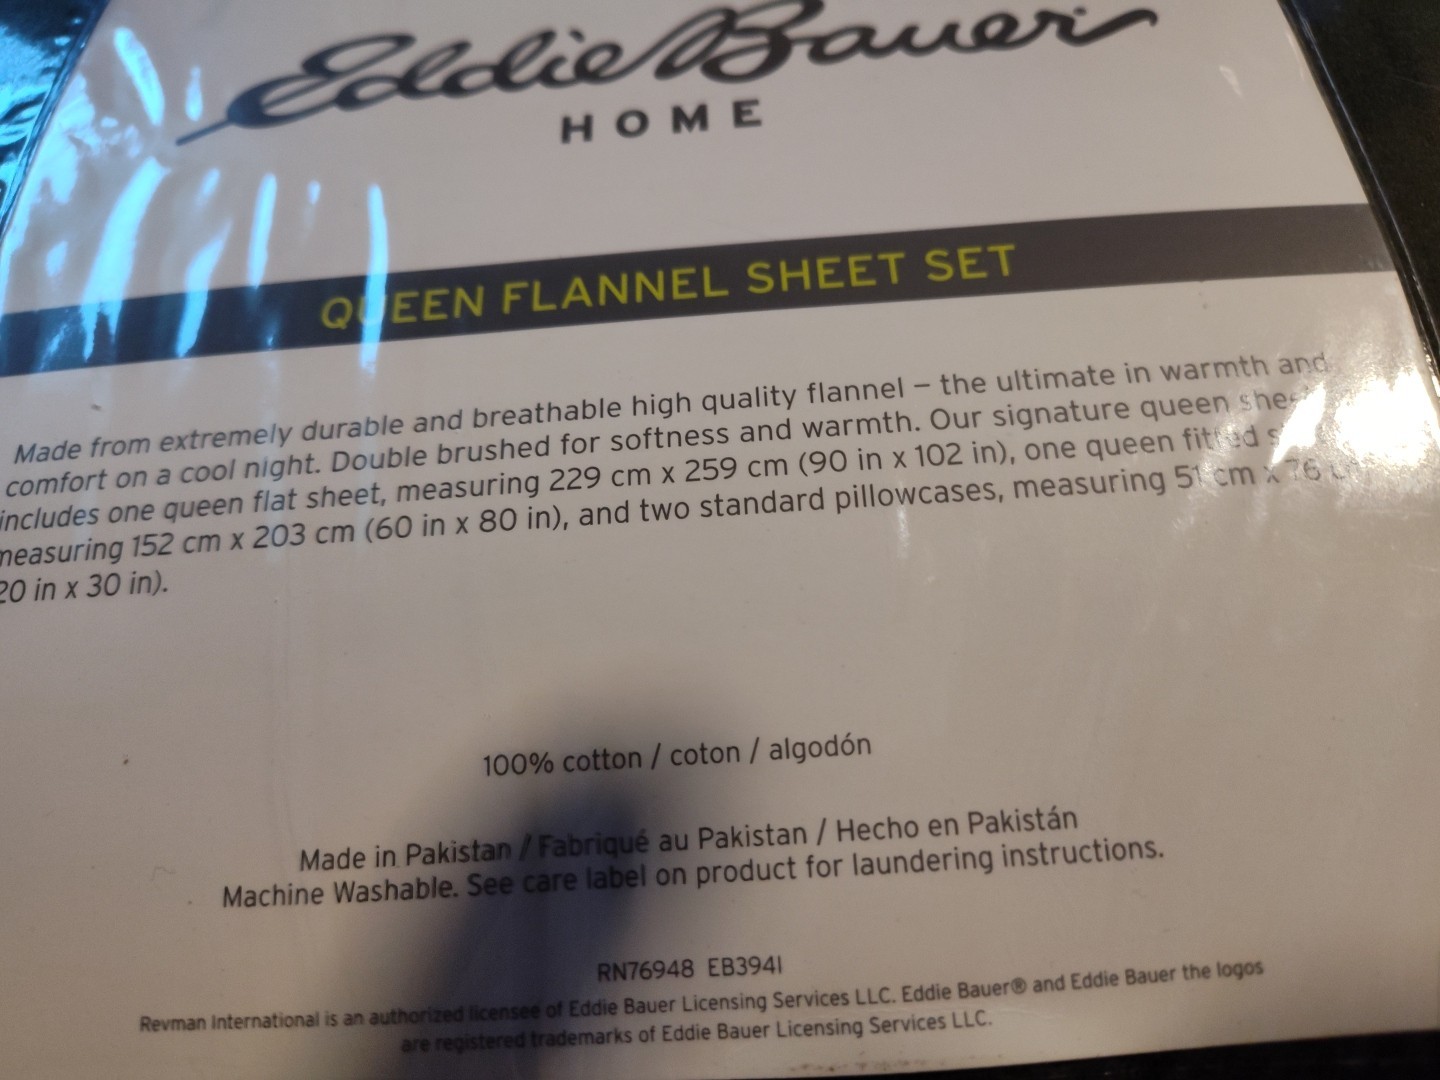 Eddie Bauer
HOME
QUEEN FLANNEL SHEET SET
Made from extremely durable and breathable high quality flannel – the ultimate in warmth and
comfort on a cool night. Double brushed for softness and warmth. Our signature queen
includes one queen flat sheet, measuring 229 cm x 259 cm (90 in x 102 in), one queen fitted
measuring 152 cm x 203 cm (60 in x 80 in), and two standard pillowcases, measuring 51 cm x 76
20 in x 30 in).
100% cotton / coton / algodón
Made in Pakistan / Fabriqué au Pakistan / Hecho en Pakistán
Machine Washable. See care label on product for laundering instructions.
RN76948 EB394I
Revman International is an authorized licensee of Eddie Bauer Licensing Services LLC. Eddie Bauer® and Eddie Bauer the logos
are registered trademarks of Eddie Bauer Licensing Services LLC.